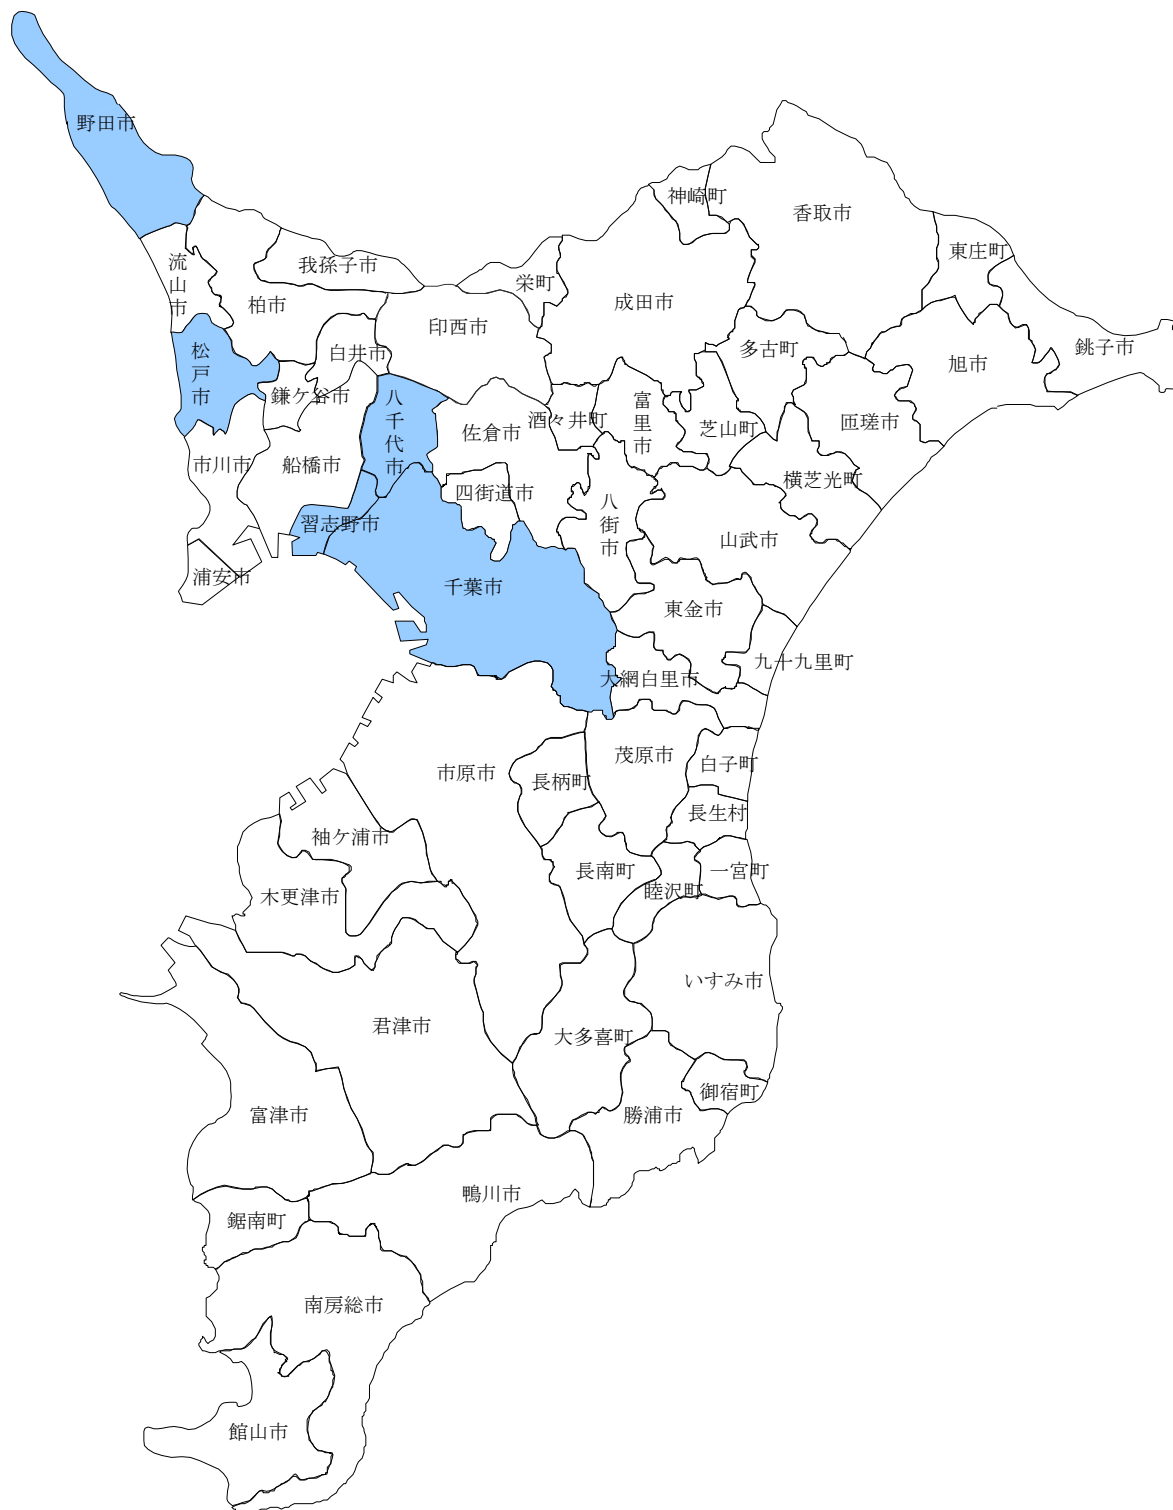 野田市
神崎町
香取市
東庄町
流山市
我孫子市
栄町
成田市
柏市
印西市
白井市
多古町
旭市
銚子市
松戸市
鎌ケ谷市
八千代市
佐倉市
酒々井町
富里市
芝山町
匝瑳市
市川市
船橋市
四街道市
横芝光町
習志野市
八街市
山武市
浦安市
千葉市
東金市
九十九里町
大網白里市
市原市
長柄町
茂原市
白子町
長生村
袖ケ浦市
長南町
一宮町
木更津市
睦沢町
いすみ市
君津市
大多喜町
御宿町
富津市
勝浦市
鴨川市
鋸南町
南房総市
館山市